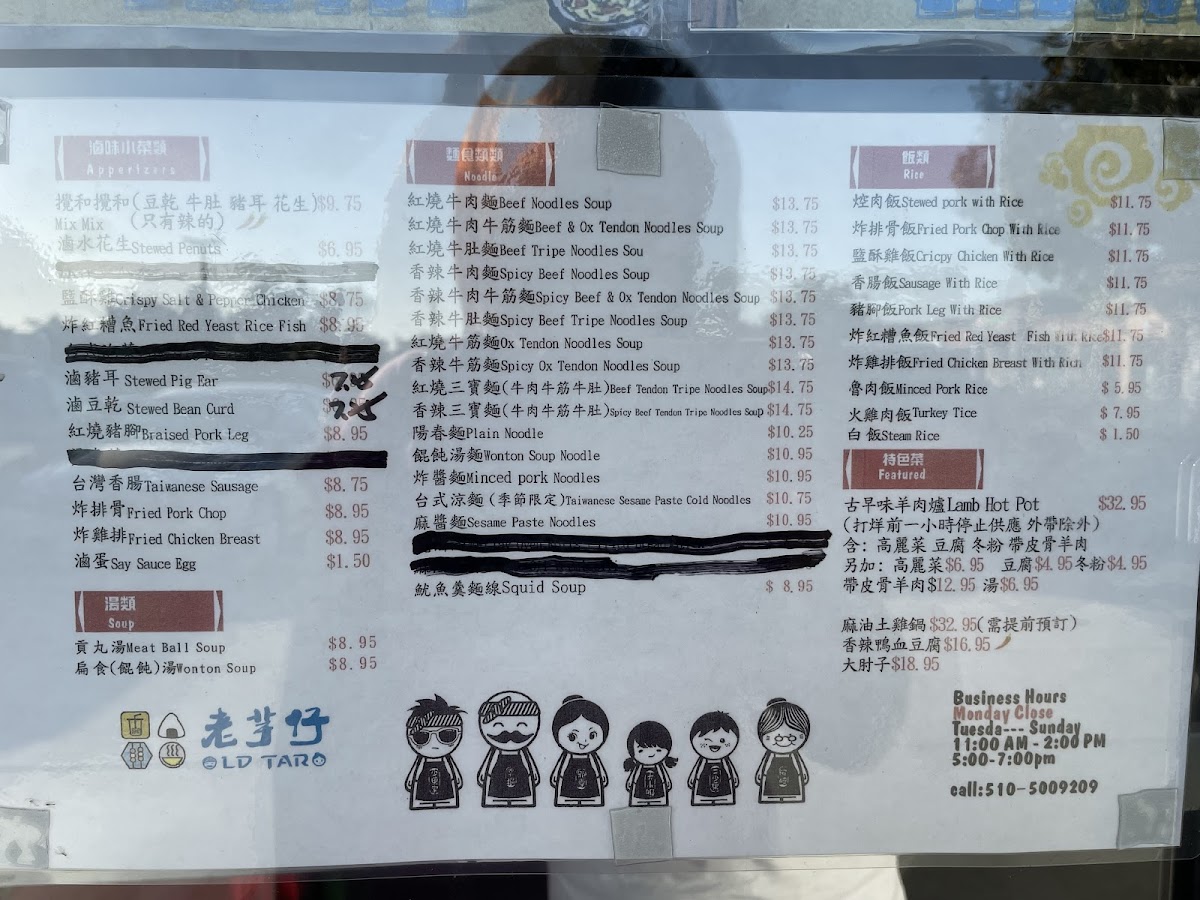 滷味小菜類
Apperizers
攪和攪和(豆乾 牛肚 豬耳 花生)$9.75
Mix Mix (只有辣的)
滷水花生Stewed Penuts $6.95
鹽酥雞Crispy Salt & Pepper Chicken $8.75
炸紅糟魚Fried Red Yeast Rice Fish $8.95
滷豬耳 Stewed Pig Ear
滷豆乾 Stewed Bean Curd
紅燒豬腳Braised Pork Leg $8.95
台灣香腸Taiwanese Sausage $8.75
炸排骨Fried Pork Chop $8.95
炸雞排Fried Chicken Breast $8.95
滷蛋Say Sauce Egg $1.50
湯類
Soup
貢丸湯Meat Ball Soup $8.95
扁食(餛飩)湯Wonton Soup $8.95
老芋仔
OLD TARO
麵食類類
Noodle
紅燒牛肉麵Beef Noodles Soup $13.75
紅燒牛肉牛筋麵Beef & Ox Tendon Noodles Soup $13.75
紅燒牛肚麵Beef Tripe Noodles Sou $13.75
香辣牛肉麵Spicy Beef Noodles Soup $13.75
香辣牛肉牛筋麵Spicy Beef & Ox Tendon Noodles Soup $13.75
香辣牛肚麵Spicy Beef Tripe Noodles Soup $13.75
紅燒牛筋麵Ox Tendon Noodles Soup $13.75
香辣牛筋麵Spicy Ox Tendon Noodles Soup $13.75
紅燒三寶麵(牛肉牛筋牛肚)Beef Tendon Tripe Noodles Soup$14.75
香辣三寶麵(牛肉牛筋牛肚)Spicy Beef Tendun Tripe Noodles Soup $14.75
陽春麵Plain Noodle $10.25
餛飩湯麵Wonton Soup Noodle $10.95
炸醬麵Minced pork Noodles $10.95
台式涼麵(季節限定)Taiwanese Sesame Paste Cold Noodles $10.75
麻醬麵Sesame Paste Noodles $10.95
魷魚羹麵線Squid Soup $ 8.95
飯類
Rice
焢肉飯Stewed pork with Rice $11.75
炸排骨飯Fried Pork Chop With Rice $11.75
鹽酥雞飯Cricpy Chicken With Rice $11.75
香腸飯Sausage With Rice $11.75
豬腳飯Pork Leg With Rice $11.75
炸紅糟魚飯Fried Red Yeast Fish With Rice$11.75
炸雞排飯Fried Chicken Breast With Rich $11.75
魯肉飯Minced Pork Rice $ 5.95
火雞肉飯Turkey Tice $ 7.95
白 飯Steam Rice $ 1.50
特色菜
Featured
古早味羊肉爐Lamb Hot Pot $32.95
(打烊前一小時停止供應 外帶除外)
含: 高麗菜 豆腐 冬粉 帶皮骨羊肉
另加: 高麗菜$6.95 豆腐$4.95冬粉$4.95
帶皮骨羊肉$12.95 湯$6.95
麻油土雞鍋$32.95(需提前預訂)
香辣鴨血豆腐$16.95
大肘子$18.95
Business Hours
Monday Close
Tuesda--- Sunday
11:00 AM - 2:00 PM
5:00-7:00pm
call:510-5009209